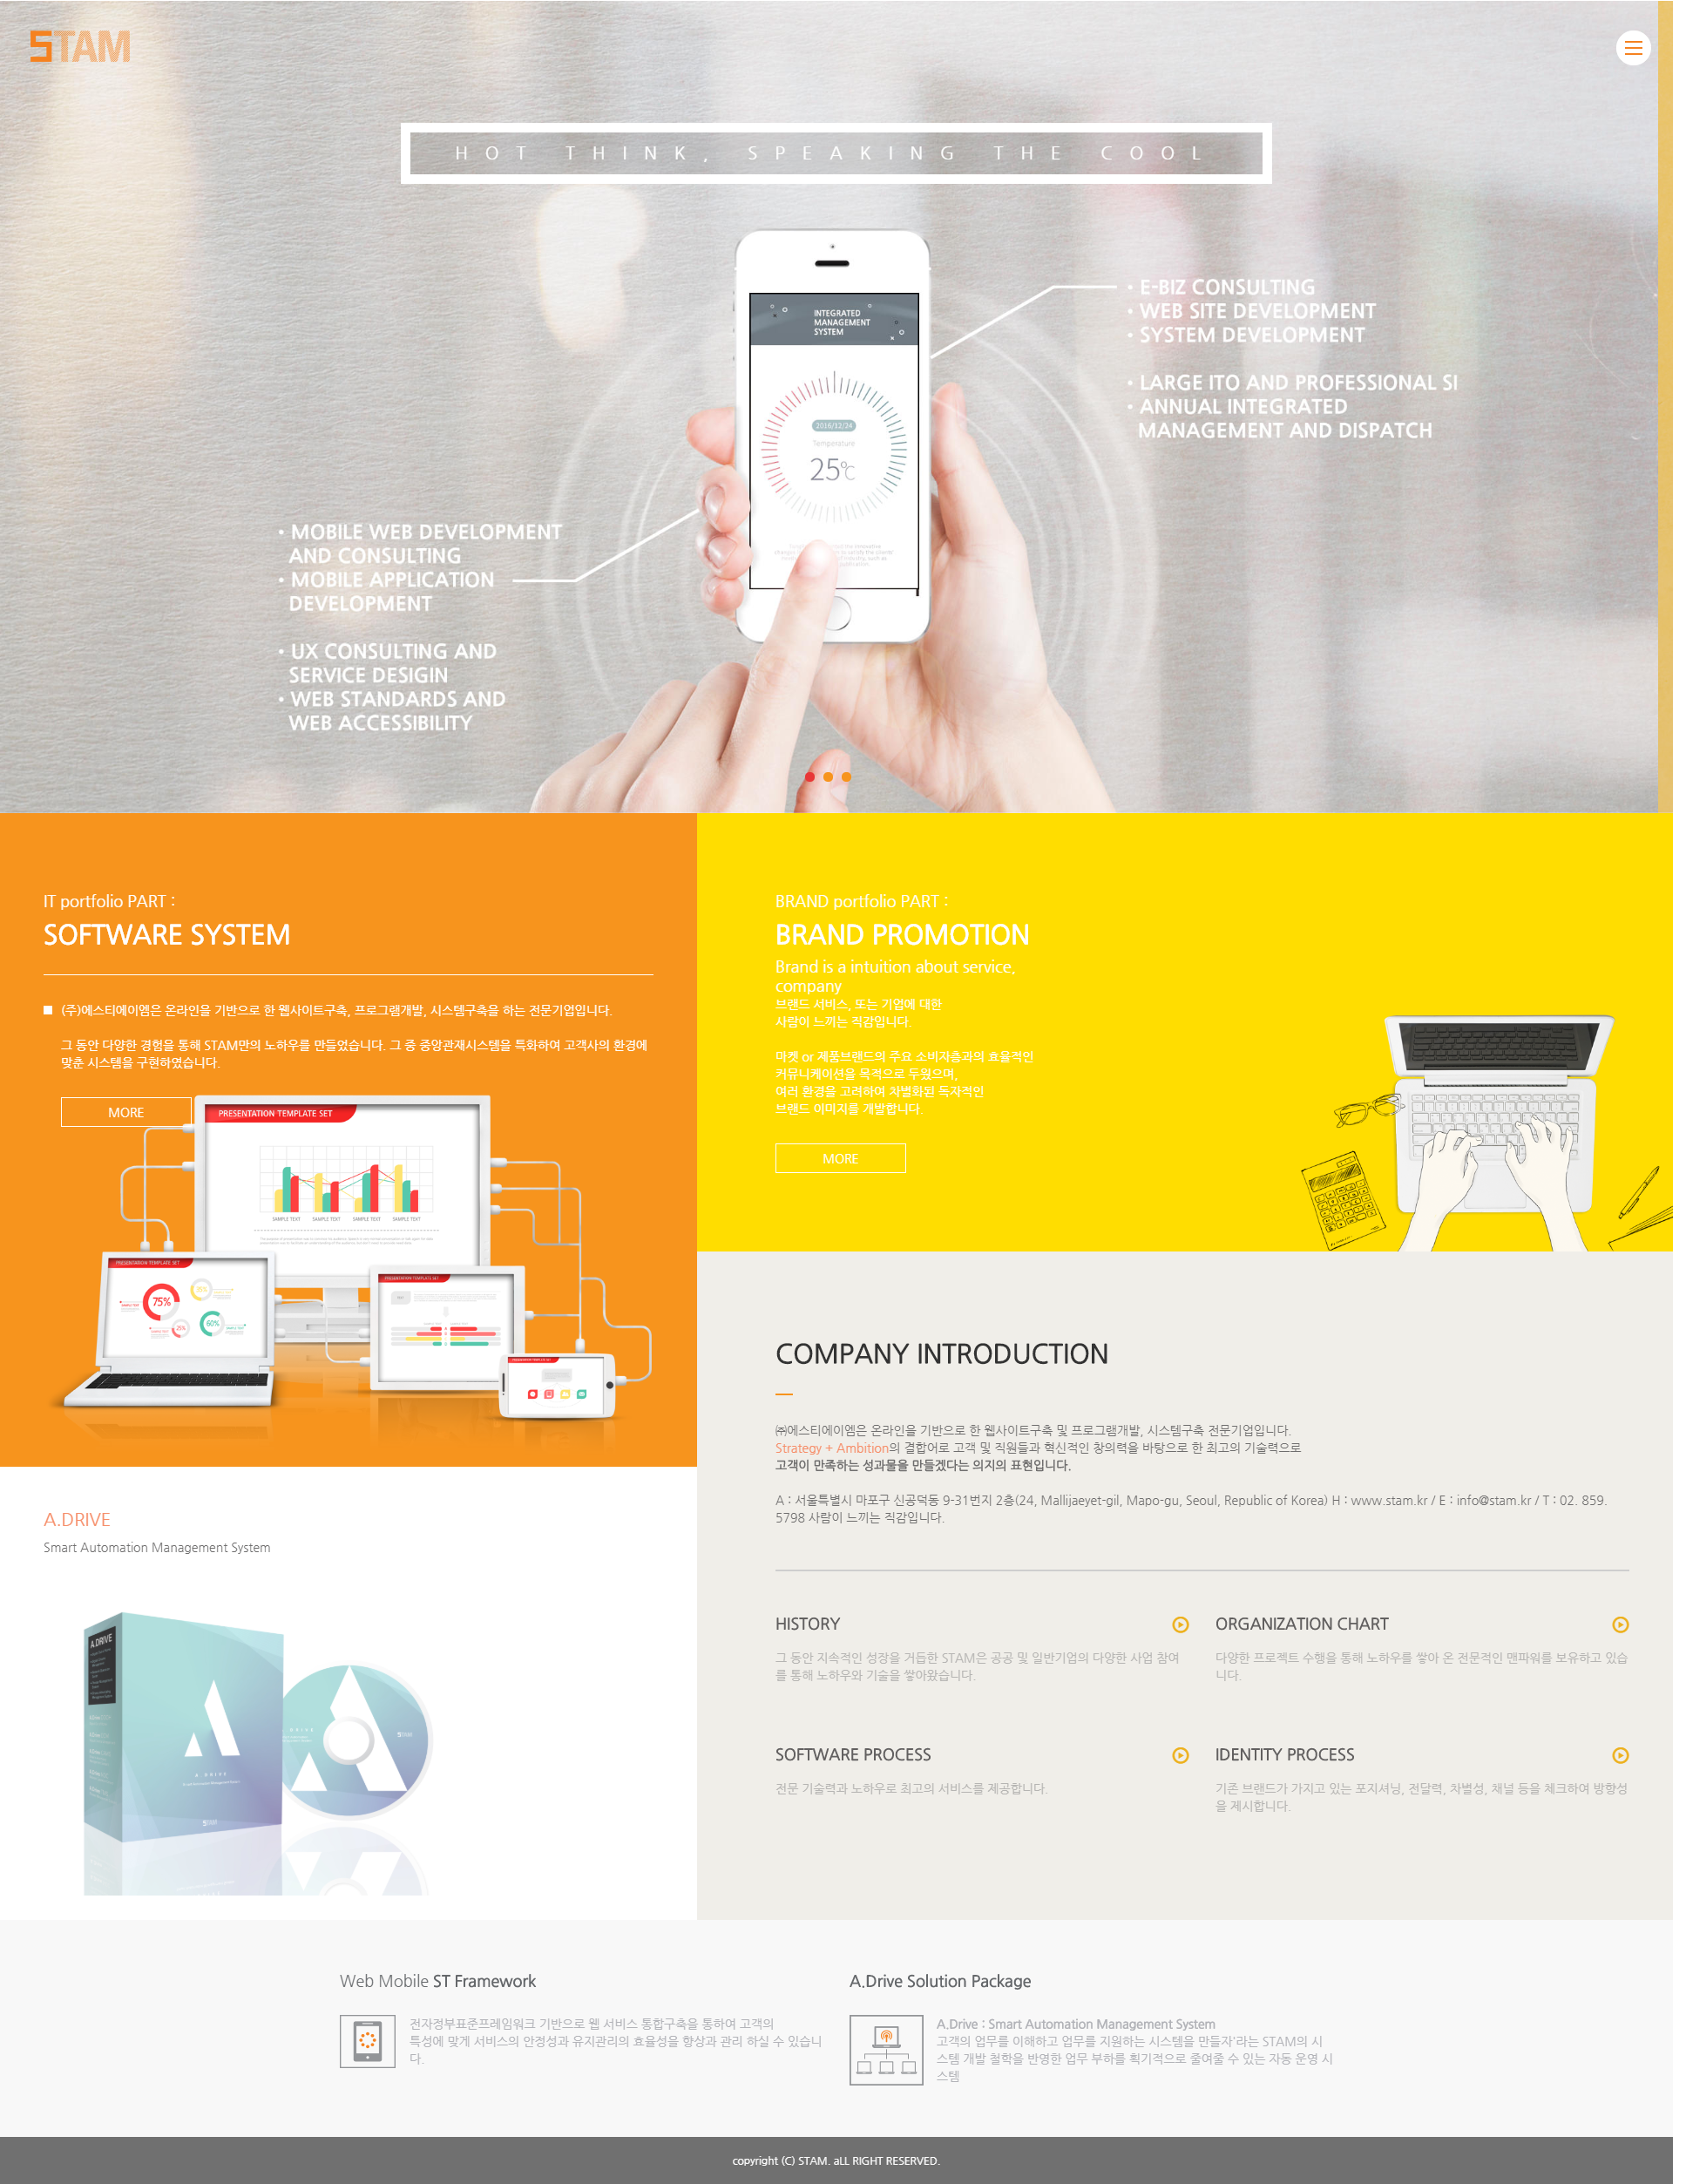 STAM
HOT THINK, SPEAKING THE COOL
INTEGRATED
MANAGEMENT
SYSTEM
2016/12/24
Temperature
25℃
• E-BIZ CONSULTING
• WEB SITE DEVELOPMENT
• SYSTEM DEVELOPMENT
• LARGE ITO AND PROFESSIONAL SI
• ANNUAL INTEGRATED
MANAGEMENT AND DISPATCH
• MOBILE WEB DEVELOPMENT
AND CONSULTING
• MOBILE APPLICATION
DEVELOPMENT
• UX CONSULTING AND
SERVICE DESIGIN
• WEB STANDARDS AND
WEB ACCESSIBILITY
IT portfolio PART :
SOFTWARE SYSTEM
(주)에스티에이엠은 온라인을 기반으로 한 웹사이트구축, 프로그램개발, 시스템구축을 하는 전문기업입니다.
그 동안 다양한 경험을 통해 STAM만의 노하우를 만들었습니다. 그 중 중앙관재시스템을 특화하여 고객사의 환경에
맞춘 시스템을 구현하였습니다.
MORE
PRESENTATION TEMPLATE SET
SAMPLE TEXT SAMPLE TEXT SAMPLE TEXT SAMPLE TEXT
PRESENTATION TEMPLATE SET
75%
60%
PRESENTATION TEMPLATE SET
BRAND portfolio PART :
BRAND PROMOTION
Brand is a intuition about service,
company
브랜드 서비스, 또는 기업에 대한
사람이 느끼는 직감입니다.
마켓 or 제품브랜드의 주요 소비자층과의 효율적인
커뮤니케이션을 목적으로 두웠으며,
여러 환경을 고려하여 차별화된 독자적인
브랜드 이미지를 개발합니다.
MORE
COMPANY INTRODUCTION
㈜에스티에이엠은 온라인을 기반으로 한 웹사이트구축 및 프로그램개발, 시스템구축 전문기업입니다.
Strategy + Ambition의 결합어로 고객 및 직원들과 혁신적인 창의력을 바탕으로 한 최고의 기술력으로
고객이 만족하는 성과물을 만들겠다는 의지의 표현입니다.
A : 서울특별시 마포구 신공덕동 9-31번지 2층(24, Mallijaeyet-gil, Mapo-gu, Seoul, Republic of Korea) H : www.stam.kr / E : info@stam.kr / T : 02. 859.
5798 사람이 느끼는 직감입니다.
A.DRIVE
Smart Automation Management System
A.DRIVE
A DRIVE
STAM
HISTORY
그 동안 지속적인 성장을 거듭한 STAM은 공공 및 일반기업의 다양한 사업 참여
를 통해 노하우와 기술을 쌓아왔습니다.
ORGANIZATION CHART
다양한 프로젝트 수행을 통해 노하우를 쌓아 온 전문적인 맨파워를 보유하고 있습
니다.
SOFTWARE PROCESS
전문 기술력과 노하우로 최고의 서비스를 제공합니다.
IDENTITY PROCESS
기존 브랜드가 가지고 있는 포지셔닝, 전달력, 차별성, 채널 등을 체크하여 방향성
을 제시합니다.
Web Mobile ST Framework
전자정부표준프레임워크 기반으로 웹 서비스 통합구축을 통하여 고객의
특성에 맞게 서비스의 안정성과 유지관리의 효율성을 향상과 관리 하실 수 있습니
다.
A.Drive Solution Package
A.Drive : Smart Automation Management System
고객의 업무를 이해하고 업무를 지원하는 시스템을 만들자'라는 STAM의 시
스템 개발 철학을 반영한 업무 부하를 획기적으로 줄여줄 수 있는 자동 운영 시
스템
copyright (C) STAM. aLL RIGHT RESERVED.